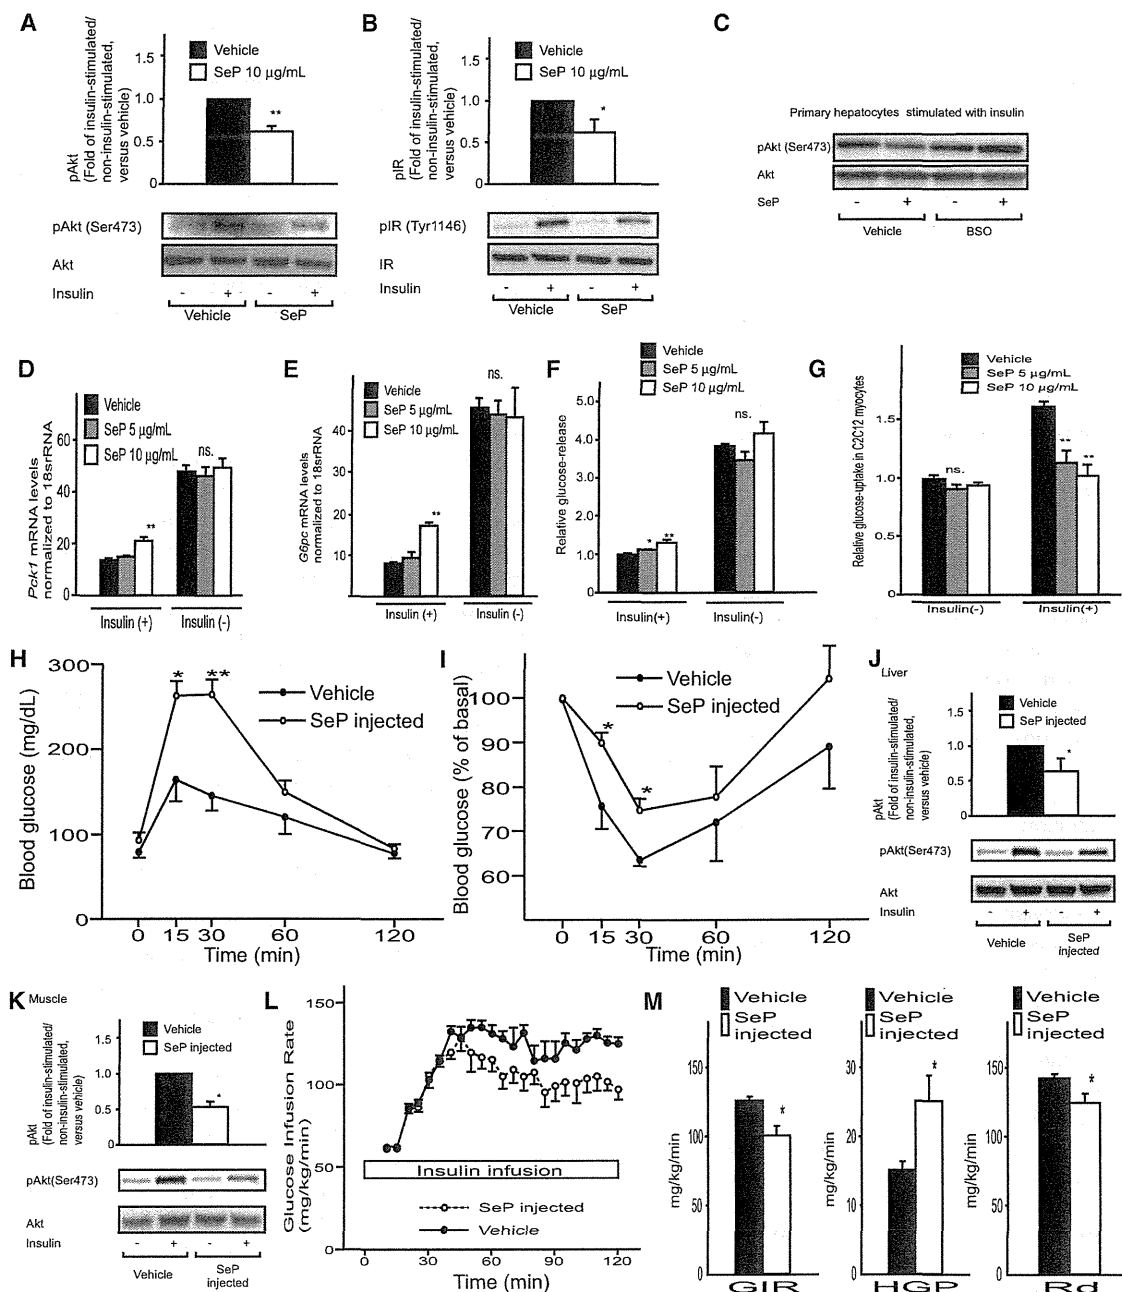 A
pAkt
(Fold of insulin-stimulated/
non-insulin-stimulated,
versus vehicle)
1.5
1.0
0.5
0
Vehicle
SeP 10 µg/mL
**
pAkt (Ser473)
Akt
Insulin
- + - +
Vehicle SeP
B
pIR
(Fold of insulin-stimulated/
non-insulin-stimulated,
versus vehicle)
1.5
1.0
0.5
0
Vehicle
SeP 10 µg/mL
*
pIR (Tyr1146)
IR
Insulin
- + - +
Vehicle SeP
C
Primary hepatocytes stimulated with insulin
pAkt (Ser473)
Akt
SeP - + - +
Vehicle BSO
D
Pck1 mRNA levels
normalized to 18srRNA
60
40
20
0
Vehicle
SeP 5 µg/mL
SeP 10 µg/mL
ns.
**
Insulin (+) Insulin (-)
E
G6pc mRNA levels
normalized to 18srRNA
40
30
20
10
Vehicle
SeP 5 µg/mL
SeP 10 µg/mL
ns.
**
Insulin (+) Insulin (-)
F
Relative glucose-release
5.0
4.0
3.0
2.0
1.0
0
Vehicle
SeP 5 µg/mL
SeP 10 µg/mL
ns.
* **
Insulin(+) Insulin(-)
G
Relative glucose-uptake in C2C12 myocytes
1.5
1.0
0.5
0
Vehicle
SeP 5 µg/mL
SeP 10 µg/mL
ns.
** **
Insulin(-) Insulin(+)
H
Blood glucose (mg/dL)
300
200
100
0
* **
Vehicle
SeP injected
0 15 30 60 120
Time (min)
I
Blood glucose (% of basal)
100
90
80
70
60
Vehicle
SeP injected
*
*
0 15 30 60 120
Time (min)
J
Liver
pAkt
(Fold of insulin-stimulated/
non-insulin-stimulated,
versus vehicle)
1.5
1.0
0.5
0
Vehicle
SeP injected
*
pAkt(Ser473)
Akt
Insulin
- + - +
Vehicle SeP
injected
K
Muscle
pAkt
(Fold of insulin-stimulated/
non-insulin-stimulated,
versus vehicle)
1.5
1.0
0.5
0
Vehicle
SeP injected
*
pAkt(Ser473)
Akt
Insulin - + - +
Vehicle SeP
injected
L
Glucose Infusion Rate
(mg/kg/min)
150
100
50
0
Insulin infusion
SeP injected
Vehicle
0 30 60 90 120
Time (min)
M
Vehicle
SeP
injected
mg/kg/min
150
100
50
0
*
GIR
Vehicle
SeP
injected
mg/kg/min
30
20
10
0
*
HGP
Vehicle
SeP
injected
mg/kg/min
150
100
50
0
*
Rd